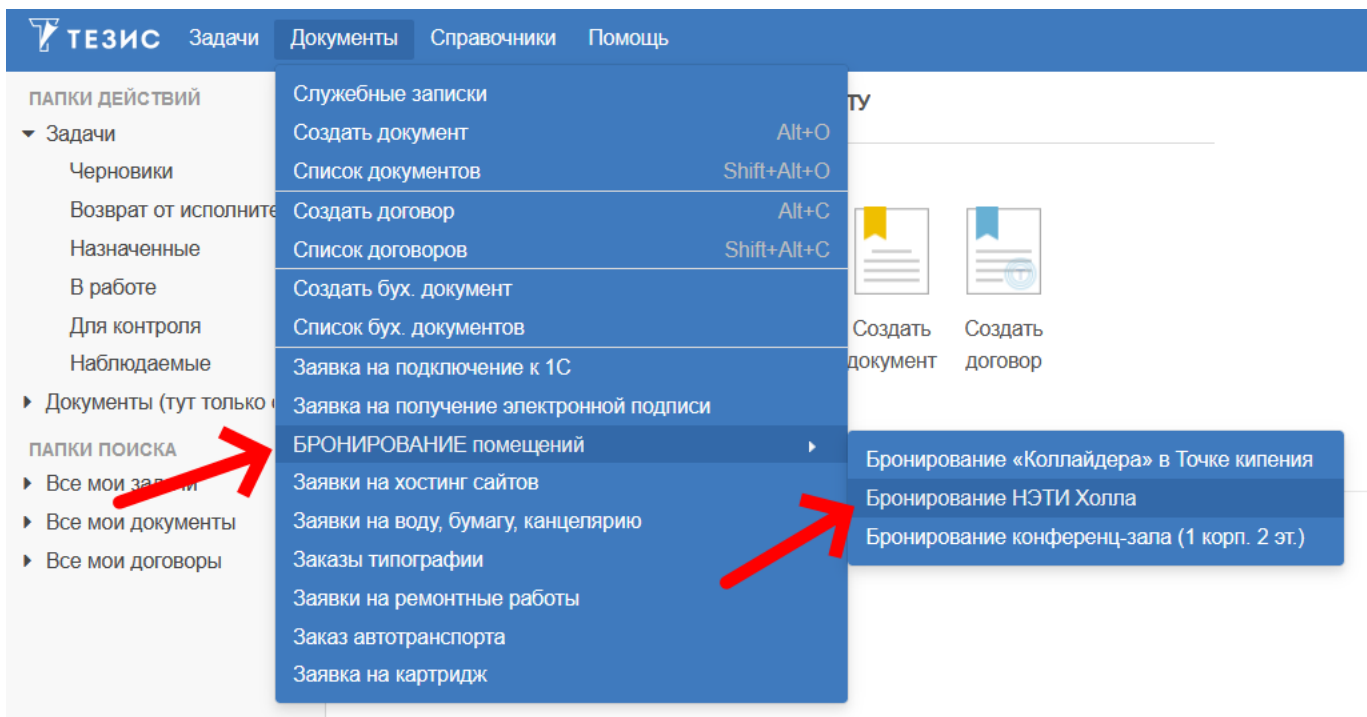 ТЕЗИС Задачи Документы Справочники Помощь
ПАПКИ ДЕЙСТВИЙ
Задачи
Черновики
Возврат от
Назначенные
В работе
Для контроля
Наблюдаемые
Документы (тут только
ПАПКИ ПОИСКА
Все мои задачи
Все мои документы
Все мои договоры
Служебные записки
Создать документ Alt+O
Список документов Shift+Alt+O
Создать договор Alt+C
Список договоров Shift+Alt+C
Создать бух. документ
Список бух. документов
Заявка на подключение к 1С
Заявка на получение электронной подписи
БРОНИРОВАНИЕ помещений
Заявки на хостинг сайтов
Заявки на воду, бумагу, канцелярию
Заказы типографии
Заявки на ремонтные работы
Заказ автотранспорта
Заявка на картридж
Бронирование «Коллайдера» в Точке кипения
Бронирование НЭТИ Холла
Бронирование конференц-зала (1 корп. 2 эт.)
Создать документ
Создать договор